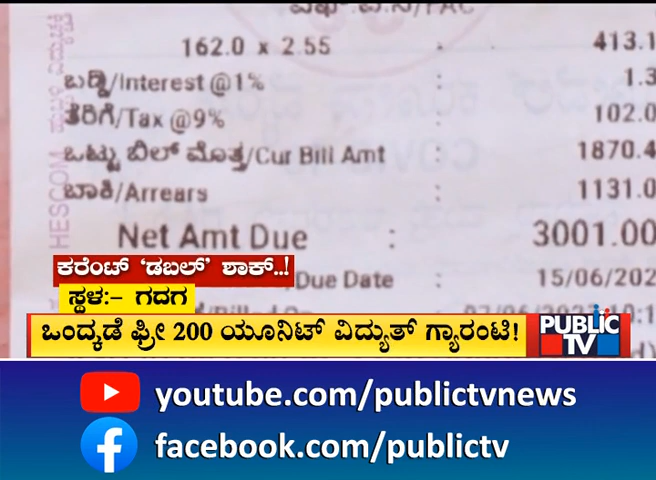 162.0 x 2.55 : 413.1
ಬಡ್ಡಿ/Interest @1% : 1.3
ತೆರಿಗೆ/Tax @9% : 102.0
ಒಟ್ಟು ಬಿಲ್ ಮೊತ್ತ/Cur Bill Amt : 1870.4
ಬಾಕಿ/Arrears : 1131.0
Net Amt Due : 3001.00
Due Date : 15/06/202
HESCOM
ಕರೆಂಟ್ ‘ಡಬಲ್’ ಶಾಕ್..!
ಸ್ಥಳ:- ಗದಗ
ಒಂದ್ಕಡೆ ಫ್ರೀ 200 ಯೂನಿಟ್ ವಿದ್ಯುತ್ ಗ್ಯಾರಂಟಿ!
PUBLiC
TV
youtube.com/publictvnews
facebook.com/publictv